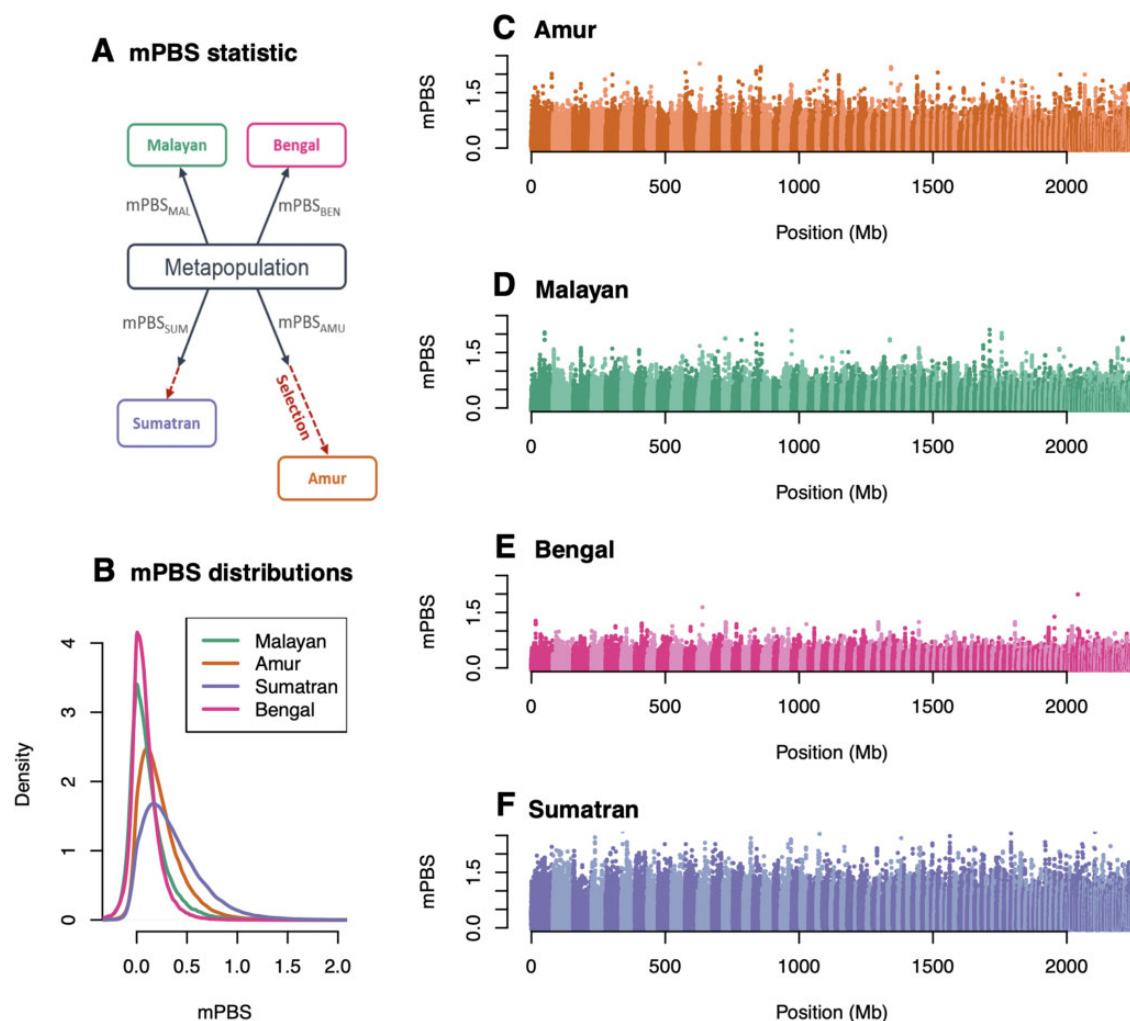 A mPBS statistic
Malayan
Bengal
mPBSMAL
mPBSBEN
Metapopulation
mPBSSUM
mPBSAMU
Selection
Sumatran
Amur
B mPBS distributions
Malayan
Amur
Sumatran
Bengal
Density
0 1 2 3 4
0.0 0.5 1.0 1.5 2.0
mPBS
C Amur
mPBS
0.0 1.5
0 500 1000 1500 2000
Position (Mb)
D Malayan
mPBS
0.0 1.5
0 500 1000 1500 2000
Position (Mb)
E Bengal
mPBS
0.0 1.5
0 500 1000 1500 2000
Position (Mb)
F Sumatran
mPBS
0.0 1.5
0 500 1000 1500 2000
Position (Mb)